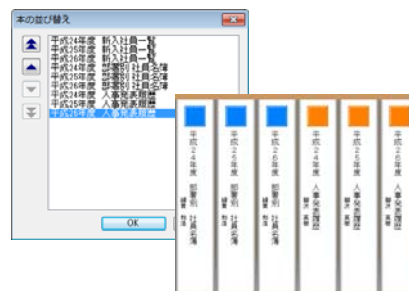 本の並び替え
平成24年度 新入社員一覧
平成25年度 新入社員一覧
平成26年度 新入社員一覧
平成24年度 部署別 社員名簿
平成25年度 部署別 社員名簿
平成26年度 部署別 社員名簿
平成24年度 人事発表履歴
平成25年度 人事発表履歴
平成26年度 人事発表履歴
OK
平成24年度 部署別 社員名簿
平成25年度 部署別 社員名簿
平成26年度 部署別 社員名簿
平成24年度 人事発表履歴
平成25年度 人事発表履歴
平成26年度 人事発表履歴